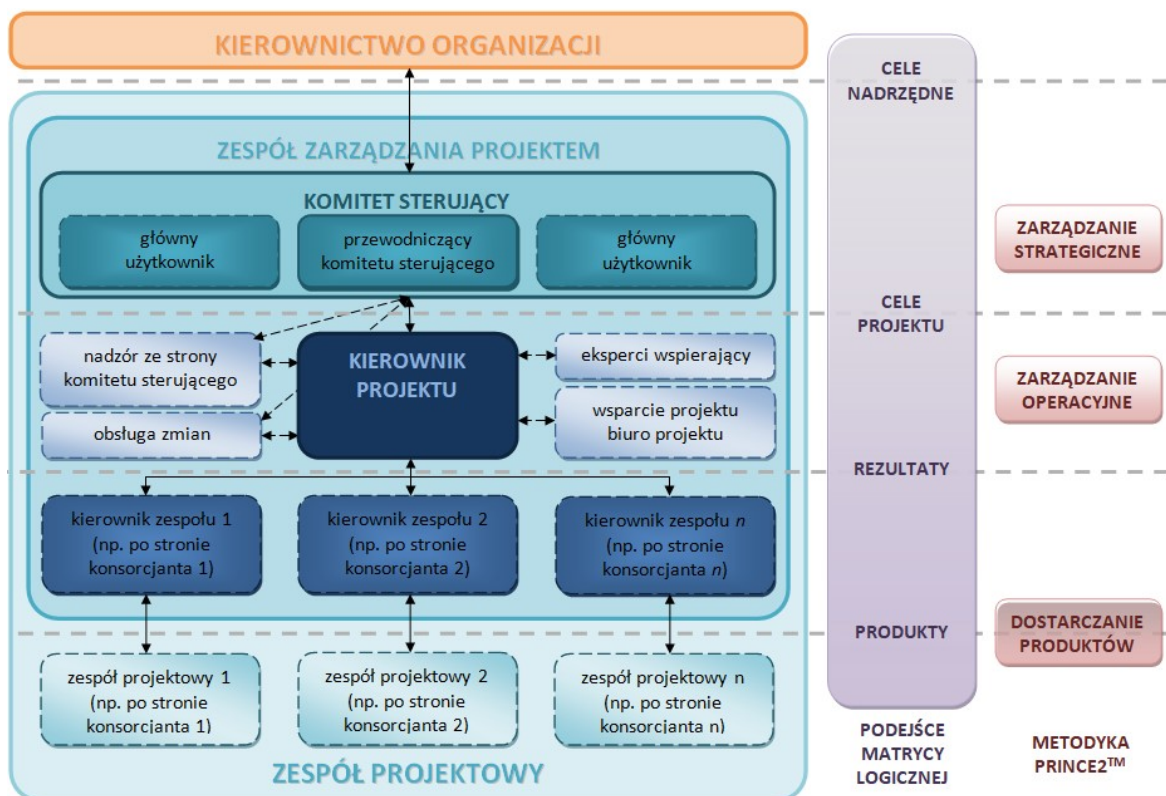 KIEROWNICTWO ORGANIZACJI
ZESPÓŁ ZARZĄDZANIA PROJEKTEM
KOMITET STERUJĄCY
główny
użytkownik
przewodniczący
komitetu sterującego
główny
użytkownik
nadzór ze strony
komitetu sterującego
obsługa zmian
KIEROWNIK
PROJEKTU
eksperci wspierający
wsparcie projektu
biuro projektu
kierownik zespołu 1
(np. po stronie
konsorcjanta 1)
kierownik zespołu 2
(np. po stronie
konsorcjanta 2)
kierownik zespołu n
(np. po stronie
konsorcjanta n)
zespół projektowy 1
(np. po stronie
konsorcjanta 1)
zespół projektowy 2
(np. po stronie
konsorcjanta 2)
zespół projektowy n
(np. po stronie
konsorcjanta n)
ZESPÓŁ PROJEKTOWY
CELE
NADRZĘDNE
CELE
PROJEKTU
REZULTATY
PRODUKTY
PODEJŚCE
MATRYCY
LOGICZNEJ
ZARZĄDZANIE
STRATEGICZNE
ZARZĄDZANIE
OPERACYJNE
DOSTARCZANIE
PRODUKTÓW
METODYKA
PRINCE2™